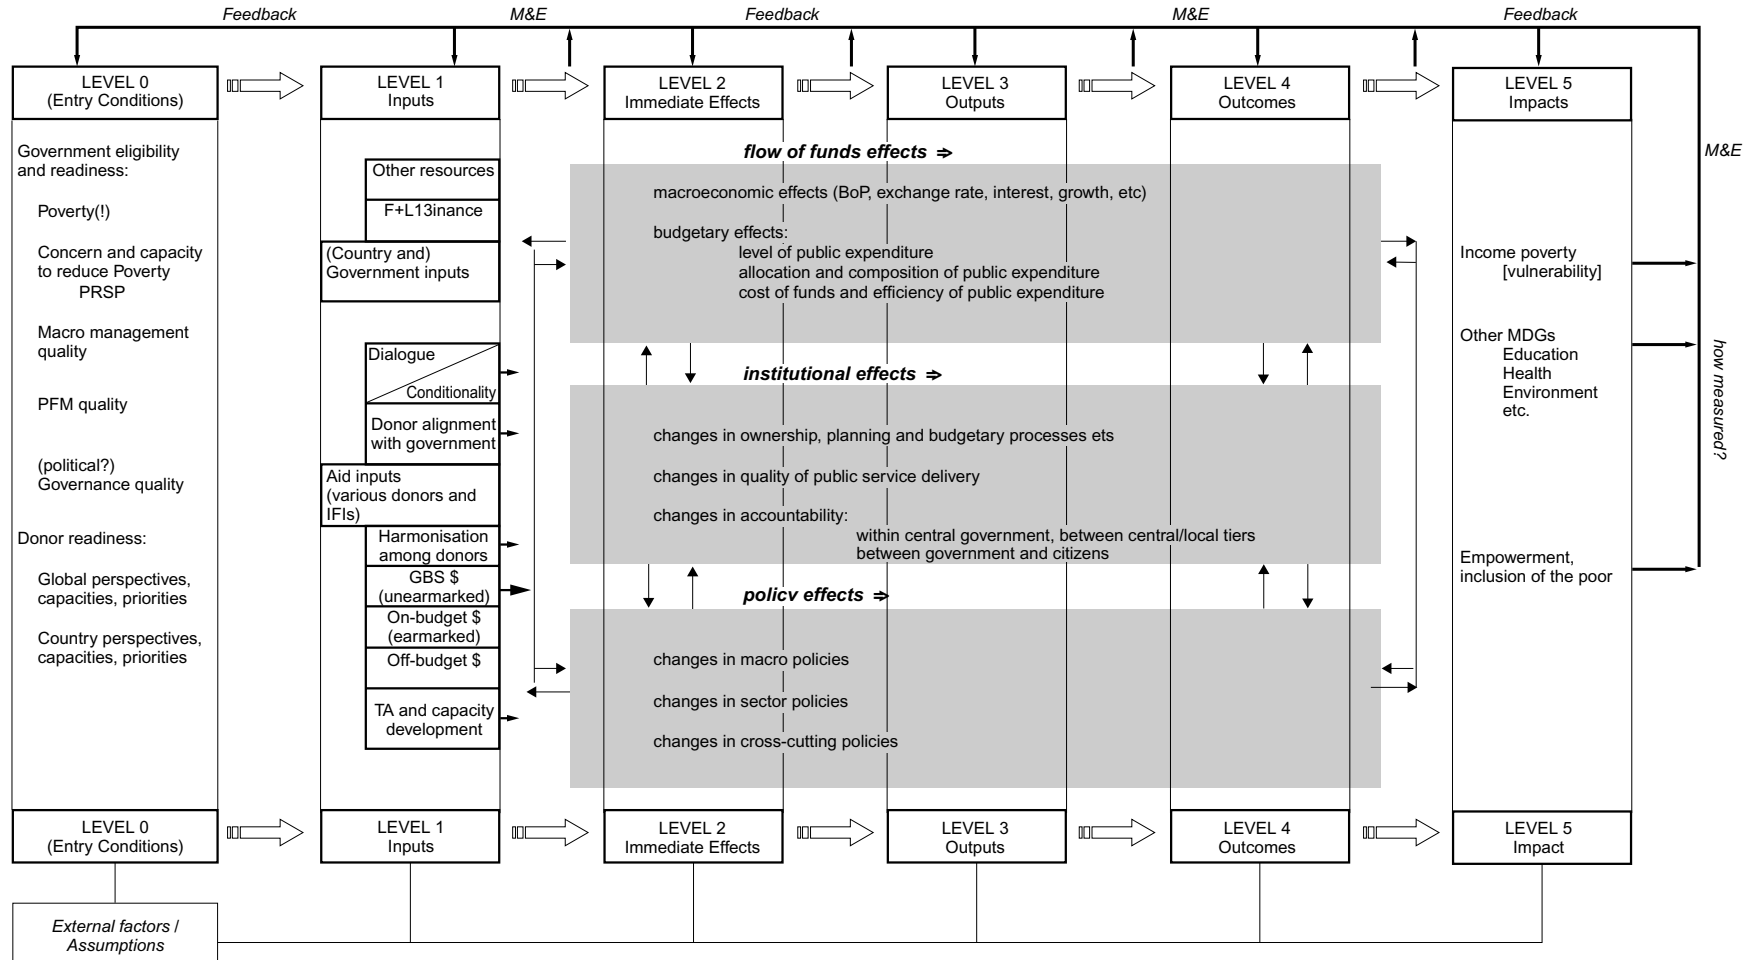 Feedback
M&E
Feedback
M&E
Feedback
LEVEL 0
(Entry Conditions)
LEVEL 1
Inputs
LEVEL 2
Immediate Effects
LEVEL 3
Outputs
LEVEL 4
Outcomes
LEVEL 5
Impacts
M&E
how measured?
Government eligibility
and readiness:
Poverty(!)
Concern and capacity
to reduce Poverty
PRSP
Macro management
quality
PFM quality
(political?)
Governance quality
Donor readiness:
Global perspectives,
capacities, priorities
Country perspectives,
capacities, priorities
Other resources
F+L13inance
(Country and)
Government inputs
Dialogue
Conditionality
Donor alignment
with government
Aid inputs
(various donors and
IFIs)
Harmonisation
among donors
GBS $
(unearmarked)
On-budget $
(earmarked)
Off-budget $
TA and capacity
development
flow of funds effects ⇒
macroeconomic effects (BoP, exchange rate, interest, growth, etc)
budgetary effects:
level of public expenditure
allocation and composition of public expenditure
cost of funds and efficiency of public expenditure
institutional effects ⇒
changes in ownership, planning and budgetary processes ets
changes in quality of public service delivery
changes in accountability:
within central government, between central/local tiers
between government and citizens
policv effects ⇒
changes in macro policies
changes in sector policies
changes in cross-cutting policies
Income poverty
[vulnerability]
Other MDGs
Education
Health
Environment
etc.
Empowerment,
inclusion of the poor
LEVEL 0
(Entry Conditions)
LEVEL 1
Inputs
LEVEL 2
Immediate Effects
LEVEL 3
Outputs
LEVEL 4
Outcomes
LEVEL 5
Impact
External factors /
Assumptions